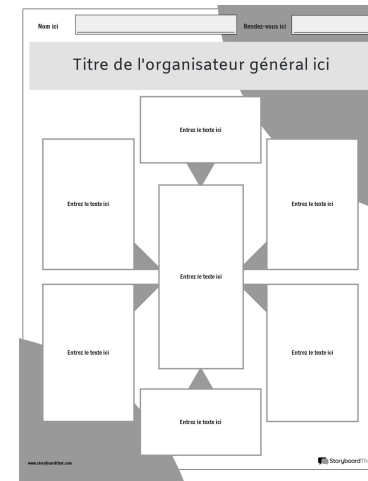 Nom ici
Rendez-vous ici
Titre de l'organisateur général ici
Entrez le texte ici
Entrez le texte ici
Entrez le texte ici
Entrez le texte ici
Entrez le texte ici
Entrez le texte ici
Entrez le texte ici
www.storyboardthat.com
StoryboardTh